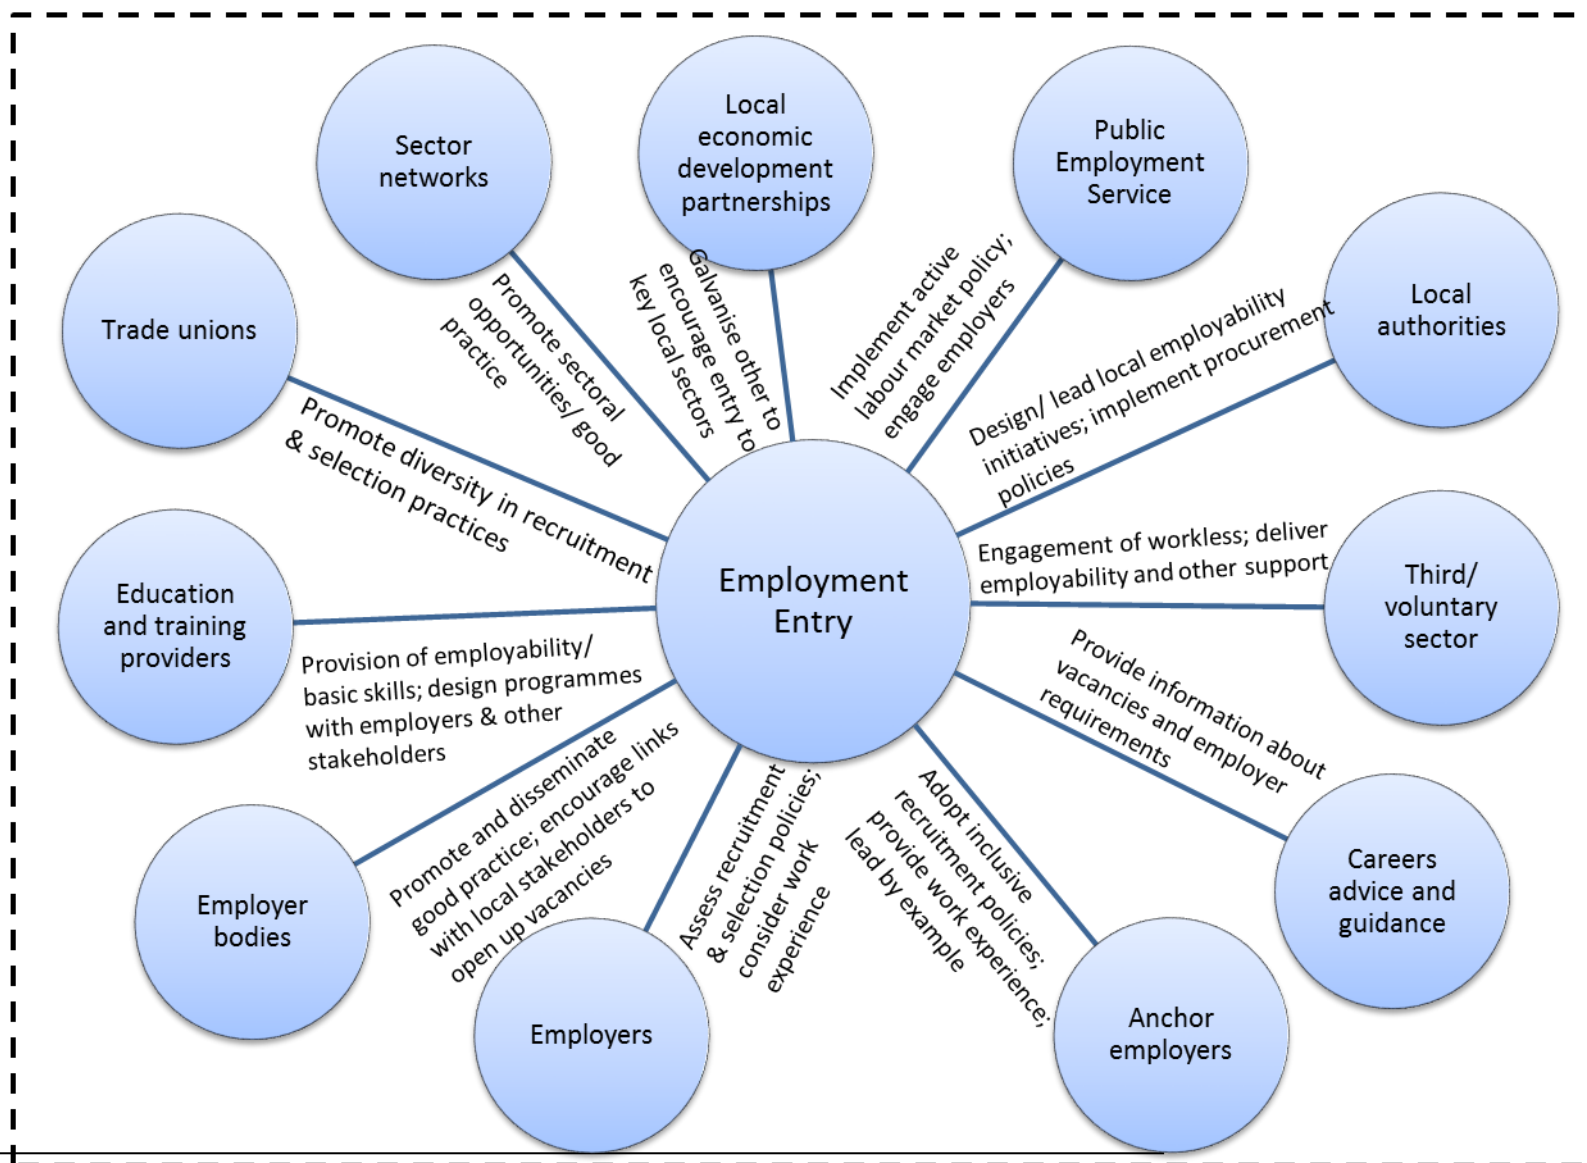 Local
economic
development
partnerships
Public
Employment
Service
Local
authorities
Third/
voluntary
sector
Careers
advice and
guidance
Anchor
employers
Employers
Employer
bodies
Education
and training
providers
Trade unions
Sector
networks
Employment
Entry
Galvanise other to
encourage entry to
key local sectors
Implement active
labour market policy;
engage employers
Design/ lead local employability
initiatives; implement procurement
policies
Engagement of workless; deliver
employability and other support
Provide information about
vacancies and employer
requirements
Adopt inclusive
recruitment policies;
provide work experience;
lead by example
Assess recruitment
& selection policies;
consider work
experience
Promote and disseminate
good practice; encourage links
with local stakeholders to
open up vacancies
Provision of employability/
basic skills; design programmes
with employers & other
stakeholders
Promote diversity in recruitment
& selection practices
Promote sectoral
opportunities/ good
practice